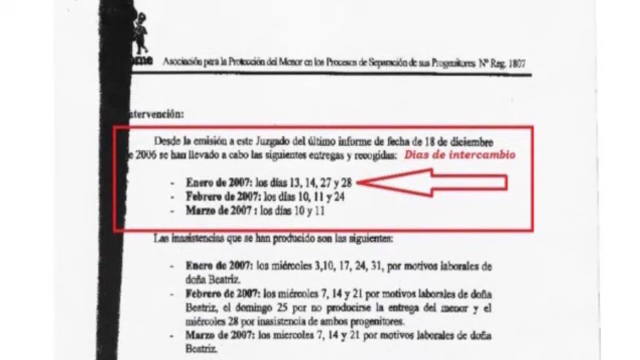 me Asociación para la Protección del Menor en los Procesos de Separación de sus Progenitores. Nº Reg. 1807
ntervención:
Desde la emisión a este Juzgado del último informe de fecha de 18 de diciembre
e 2006 se han llevado a cabo las siguientes entregas y recogidas: Dias de intercambio
- Enero de 2007: los días 13, 14, 27 y 28
- Febrero de 2007: los días 10, 11 y 24
- Marzo de 2007 : los días 10 y 11
Las inasistencias que se han producido son las siguientes:
- Enero de 2007: los miércoles 3,10, 17, 24, 31, por motivos laborales de
doña Beatriz.
- Febrero de 2007: los miércoles 7, 14 y 21 por motivos laborales de doña
Beatriz, el domingo 25 por no producirse la entrega del menor y el
miércoles 28 por inasistencia de ambos progenitores.
- Marzo de 2007: los miercoles 7, 14 y 21 por motivos laborales de doña
Beatriz.